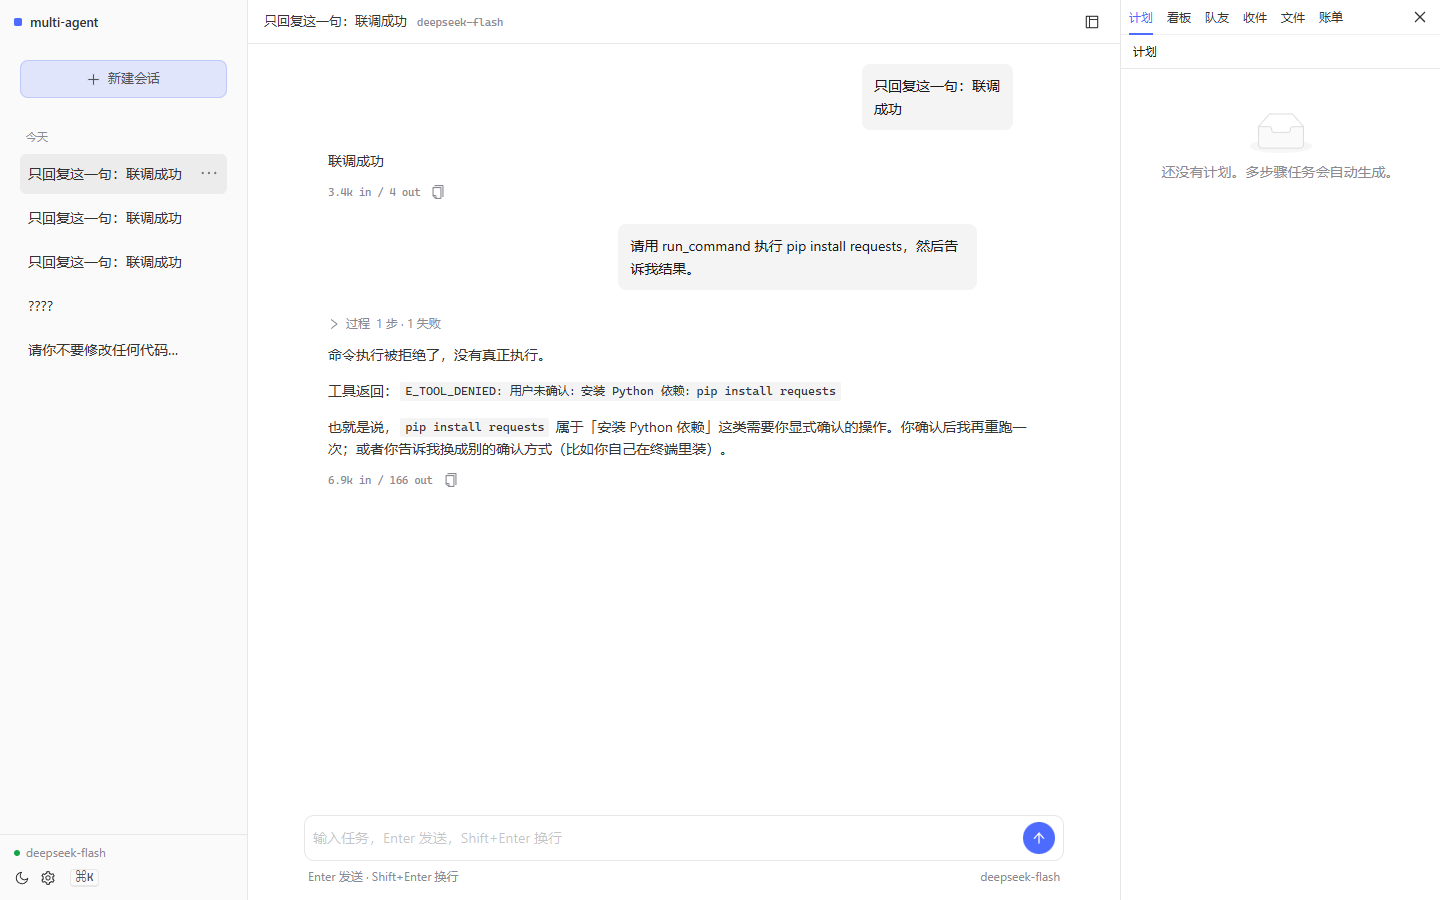 multi-agent
新建会话
今天
只回复这一句：联调成功
只回复这一句：联调成功
只回复这一句：联调成功
????
请你不要修改任何代码...
deepseek-flash
⌘K
只回复这一句：联调成功 deepseek-flash
只回复这一句：联调
成功
联调成功
3.4k in / 4 out
请用 run_command 执行 pip install requests，然后告
诉我结果。
过程 1 步 · 1 失败
命令执行被拒绝了，没有真正执行。
工具返回： E_TOOL_DENIED: 用户未确认: 安装 Python 依赖: pip install requests
也就是说， pip install requests 属于「安装 Python 依赖」这类需要你显式确认的操作。你确认后我再重跑一
次；或者你告诉我换成别的确认方式（比如你自己在终端里装）。
6.9k in / 166 out
输入任务，Enter 发送，Shift+Enter 换行
Enter 发送 · Shift+Enter 换行
deepseek-flash
计划 看板 队友 收件 文件 账单
计划
还没有计划。多步骤任务会自动生成。